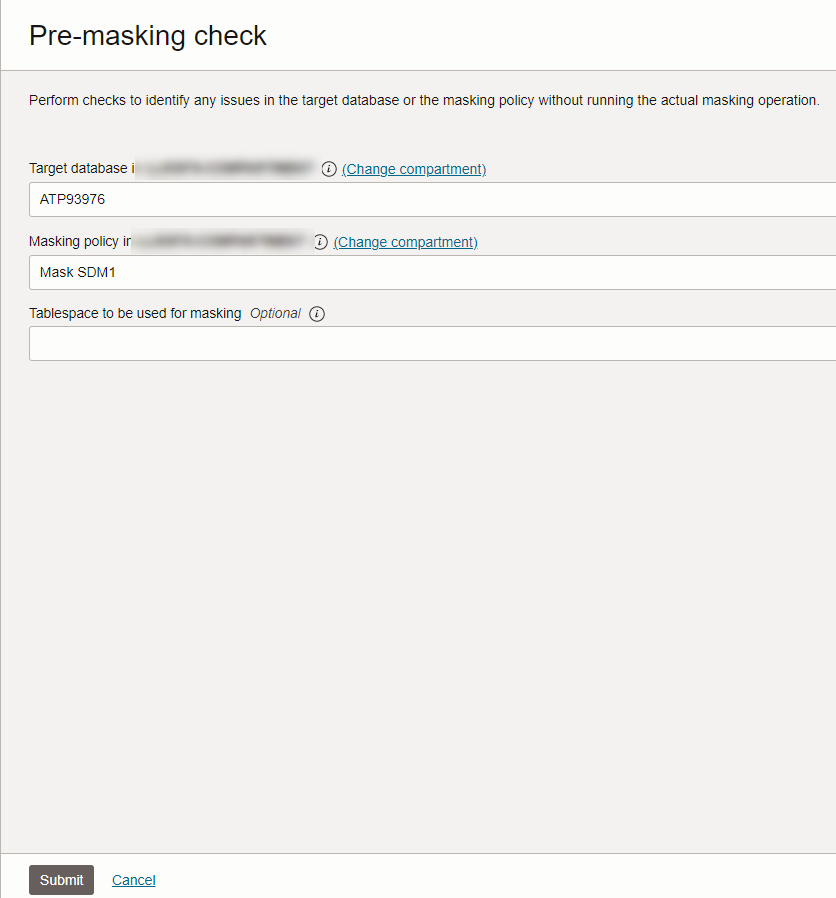 Pre-masking check
Perform checks to identify any issues in the target database or the masking policy without running the actual masking operation.
Target database i (Change compartment)
ATP93976
Masking policy in (Change compartment)
Mask SDM1
Tablespace to be used for masking Optional
Submit Cancel